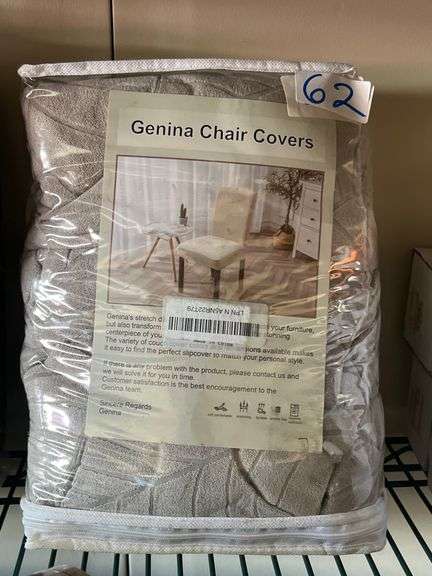 62
Genina Chair Covers
Genina's stretch d your furniture,
but also transform
centerpiece of you
The variety of available makes
it easy to find the perfect slipcover to match your personal style.
If there is any problem with the product, please contact us and
we will solve it for you in time.
Customer satisfaction is the best encouragement to the
Genina team.
Sincere Regards
Genina